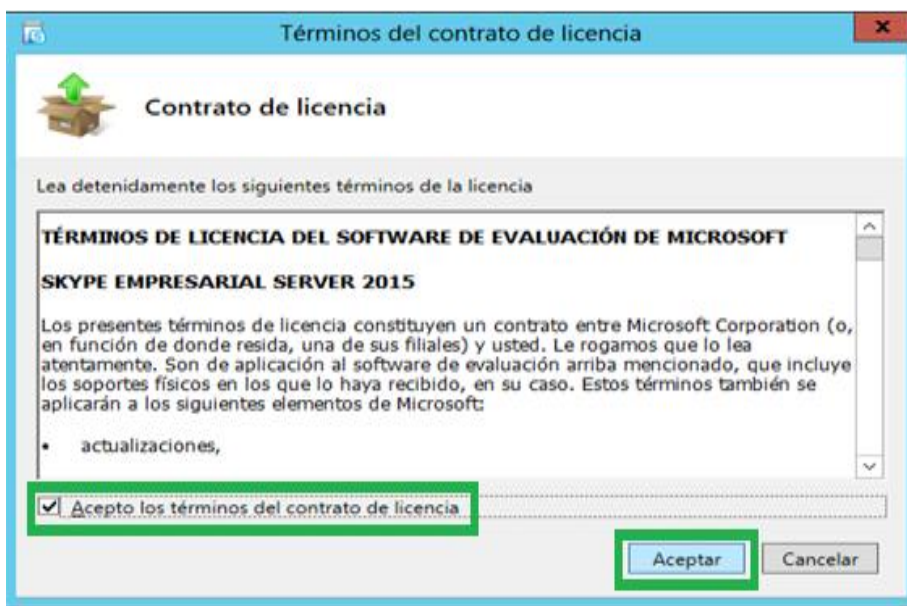 Términos del contrato de licencia
Contrato de licencia
Lea detenidamente los siguientes términos de la licencia
TÉRMINOS DE LICENCIA DEL SOFTWARE DE EVALUACIÓN DE MICROSOFT
SKYPE EMPRESARIAL SERVER 2015
Los presentes términos de licencia constituyen un contrato entre Microsoft Corporation (o,
en función de donde resida, una de sus filiales) y usted. Le rogamos que lo lea
atentamente. Son de aplicación al software de evaluación arriba mencionado, que incluye
los soportes físicos en los que lo haya recibido, en su caso. Estos términos también se
aplicarán a los siguientes elementos de Microsoft:
• actualizaciones,
Acepto los términos del contrato de licencia
Aceptar Cancelar